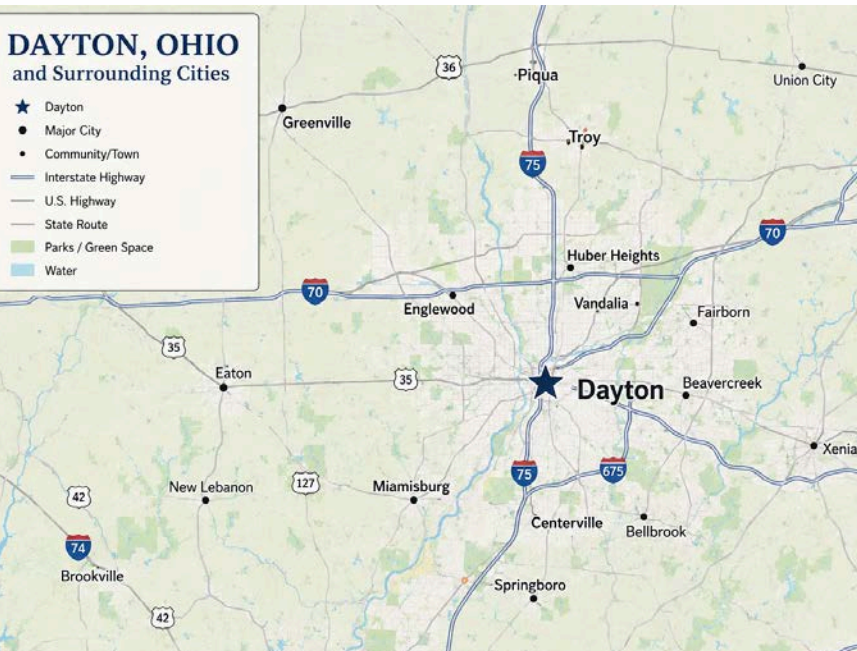 DAYTON, OHIO
and Surrounding Cities
Dayton
Major City
Community/Town
Interstate Highway
U.S. Highway
State Route
Parks / Green Space
Water
36
Piqua
Union City
Greenville
Troy
75
70
Huber Heights
70
Englewood
Vandalia
Fairborn
35
Eaton
35
Dayton
Beavercreek
Xenia
75
675
42
New Lebanon
127
Miamisburg
Centerville
Bellbrook
74
Brookville
Springboro
42